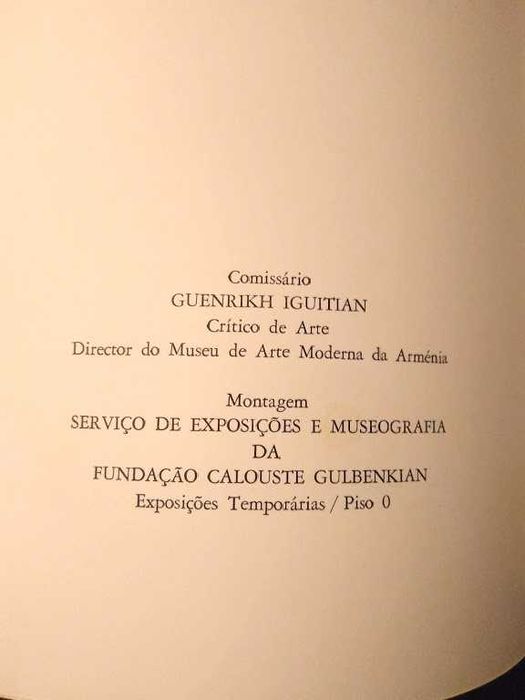 Comissário
GUENRIKH IGUITIAN
Crítico de Arte
Director do Museu de Arte Moderna da Arménia
Montagem
SERVIÇO DE EXPOSIÇÕES E MUSEOGRAFIA
DA
FUNDAÇÃO CALOUSTE GULBENKIAN
Exposições Temporárias / Piso 0